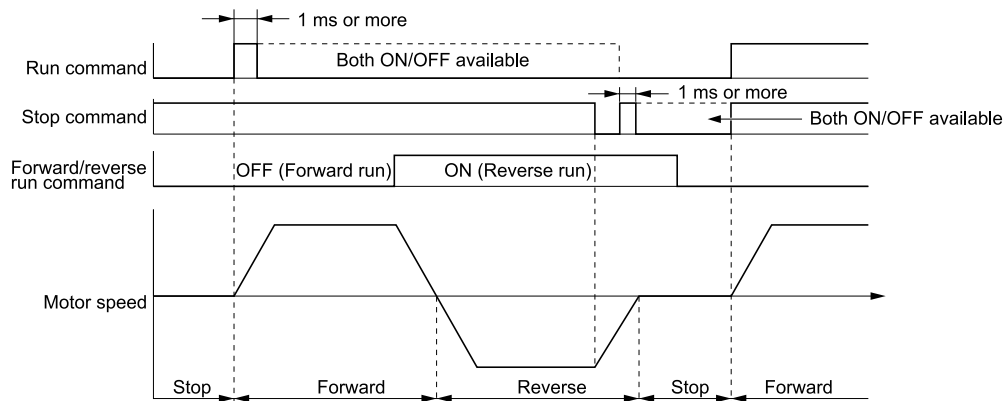 1 ms or more
Run command
Both ON/OFF available
1 ms or more
Stop command
Both ON/OFF available
Forward/reverse
run command
OFF (Forward run)
ON (Reverse run)
Motor speed
Stop
Forward
Reverse
Stop
Forward